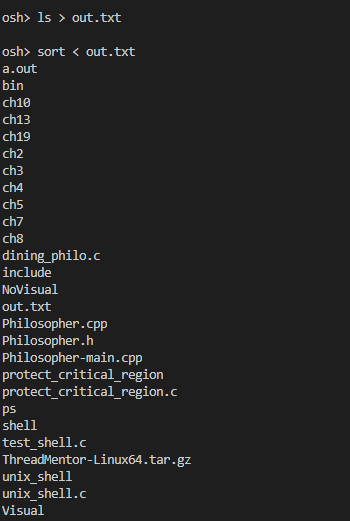 osh> ls > out.txt
osh> sort < out.txt
a.out
bin
ch10
ch13
ch19
ch2
ch3
ch4
ch5
ch7
ch8
dining_philo.c
include
NoVisual
out.txt
Philosopher.cpp
Philosopher.h
Philosopher-main.cpp
protect_critical_region
protect_critical_region.c
ps
shell
test_shell.c
ThreadMentor-Linux64.tar.gz
unix_shell
unix_shell.c
Visual